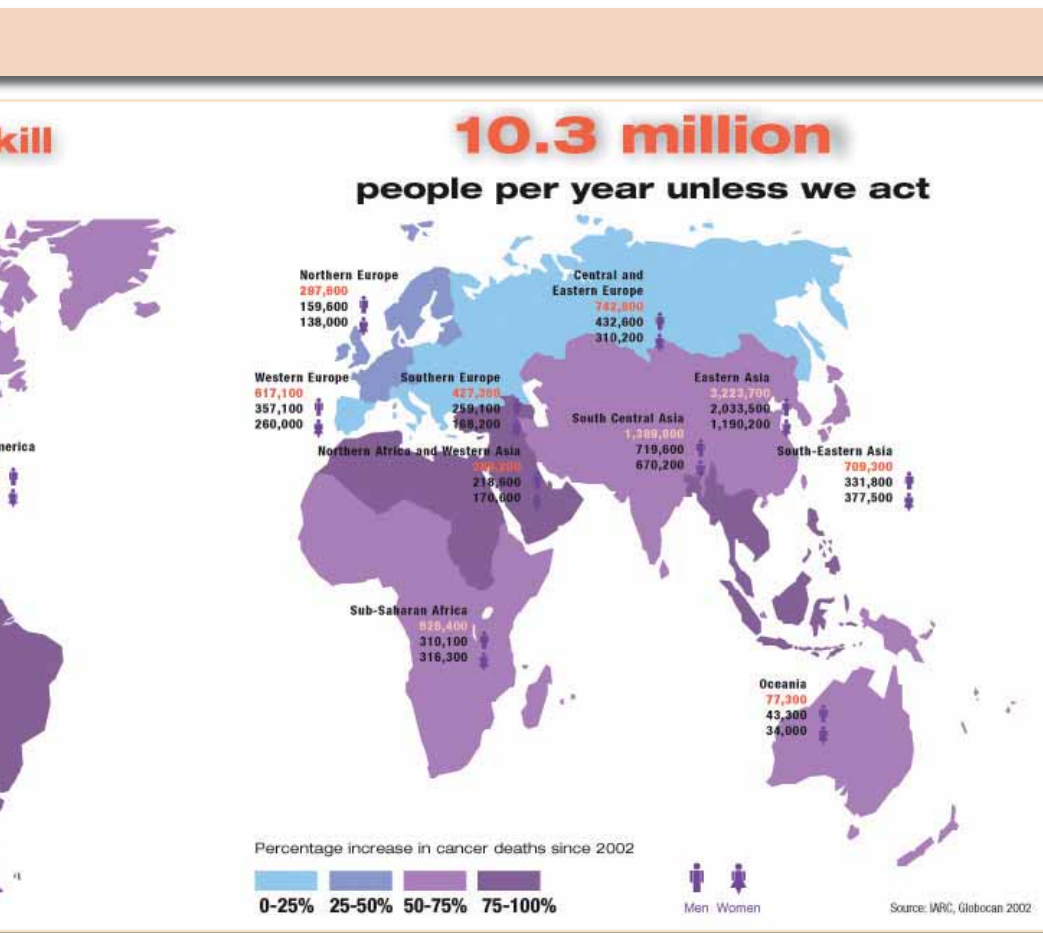 kill
10.3 million
people per year unless we act
Northern Europe
297,600
159,600
138,000
Central and
Eastern Europe
742,800
432,600
310,200
Western Europe
617,100
357,100
260,000
Southern Europe
427,300
259,100
168,200
Eastern Asia
3,223,700
2,033,500
1,190,200
South Central Asia
719,600
670,200
merica
Northern Africa and Western Asia
218,600
170,600
South-Eastern Asia
709,300
331,800
377,500
Sub-Saharan Africa
310,100
316,300
Oceania
77,300
43,300
34,000
Percentage increase in cancer deaths since 2002
0-25% 25-50% 50-75% 75-100%
Men Women
Source: IARC, Globocan 2002